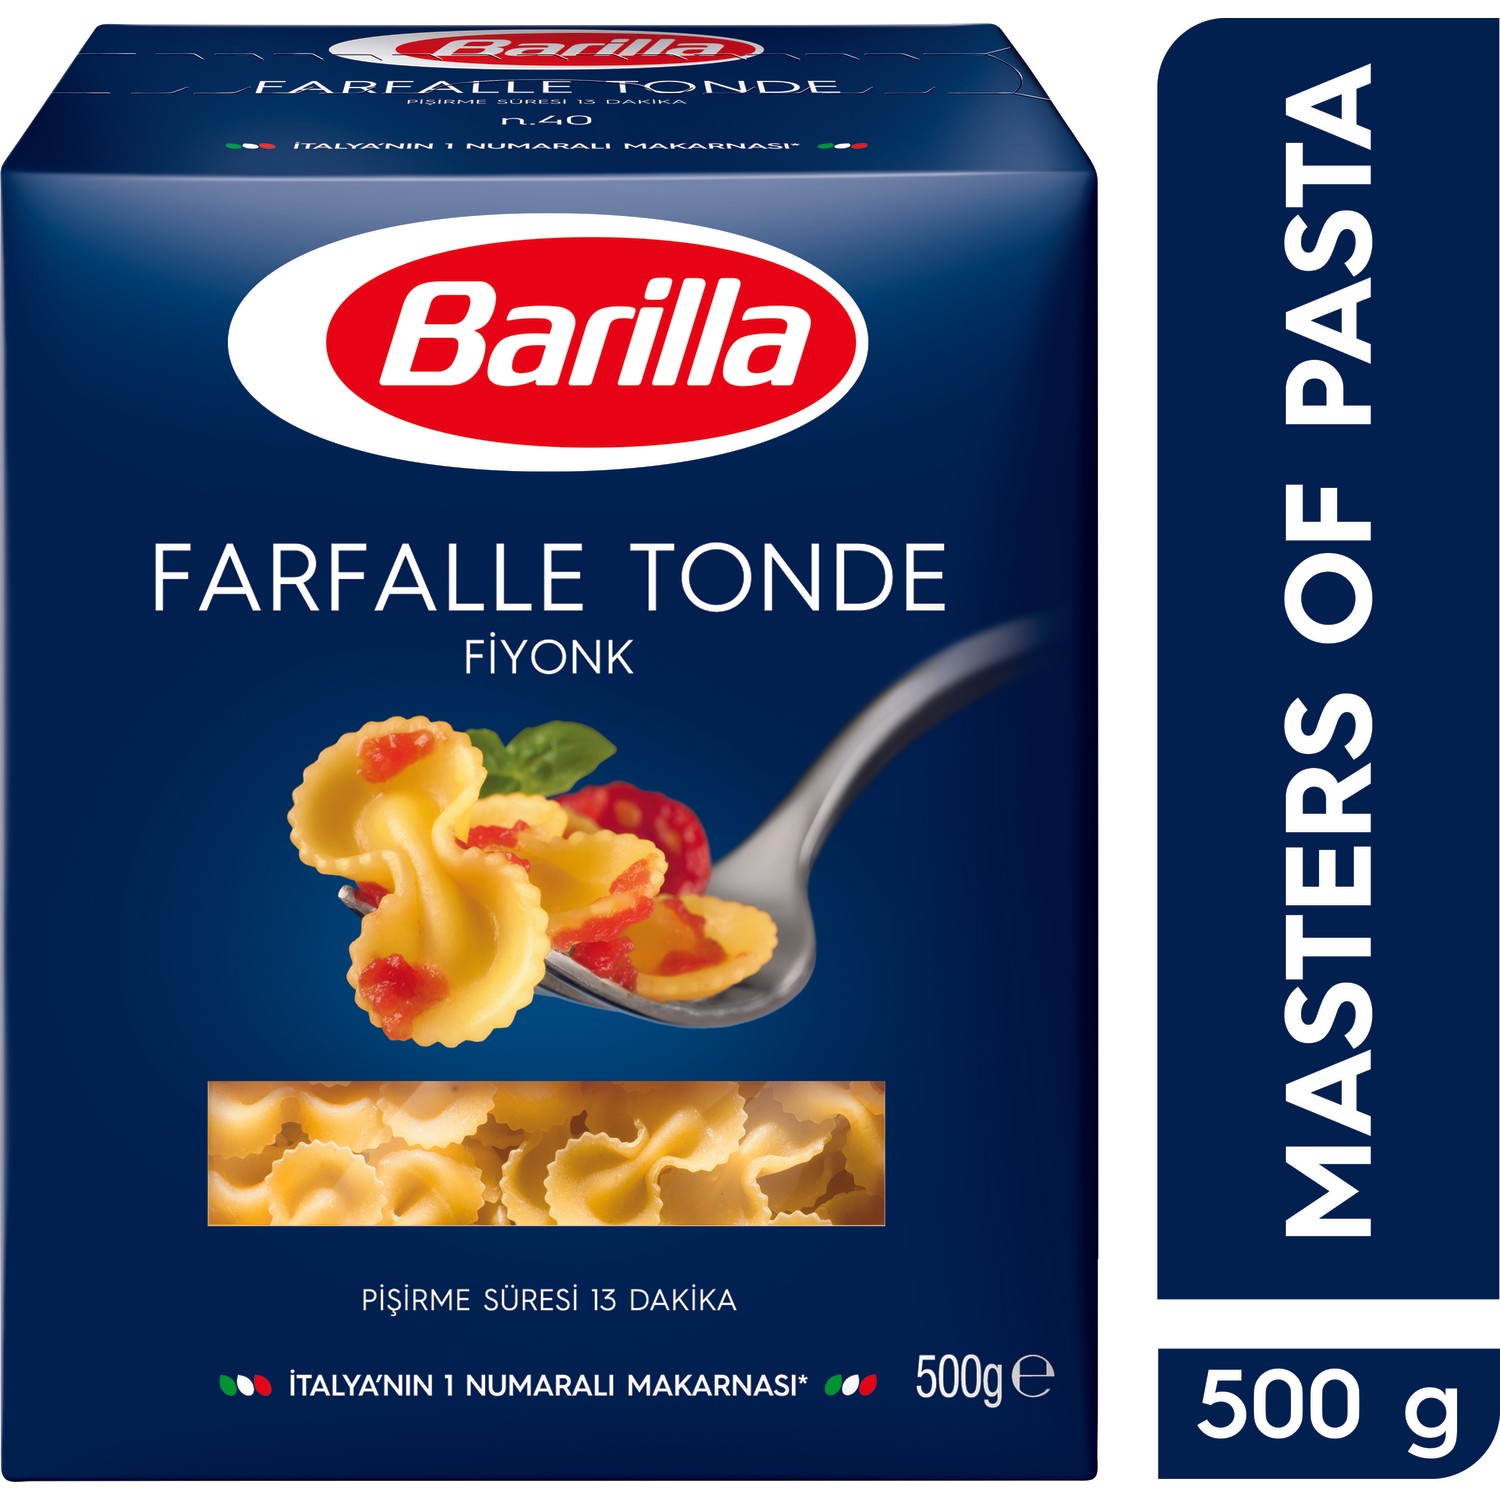 Barilla
FARFALLE TONDE
PİŞİRME SÜRESİ 13 DAKİKA
n.40
İTALYA'NIN 1 NUMARALI MAKARNASI*
Barilla
FARFALLE TONDE
FİYONK
PİŞİRME SÜRESİ 13 DAKİKA
İTALYA'NIN 1 NUMARALI MAKARNASI*
500g ℮
MASTERS OF PASTA
500 g